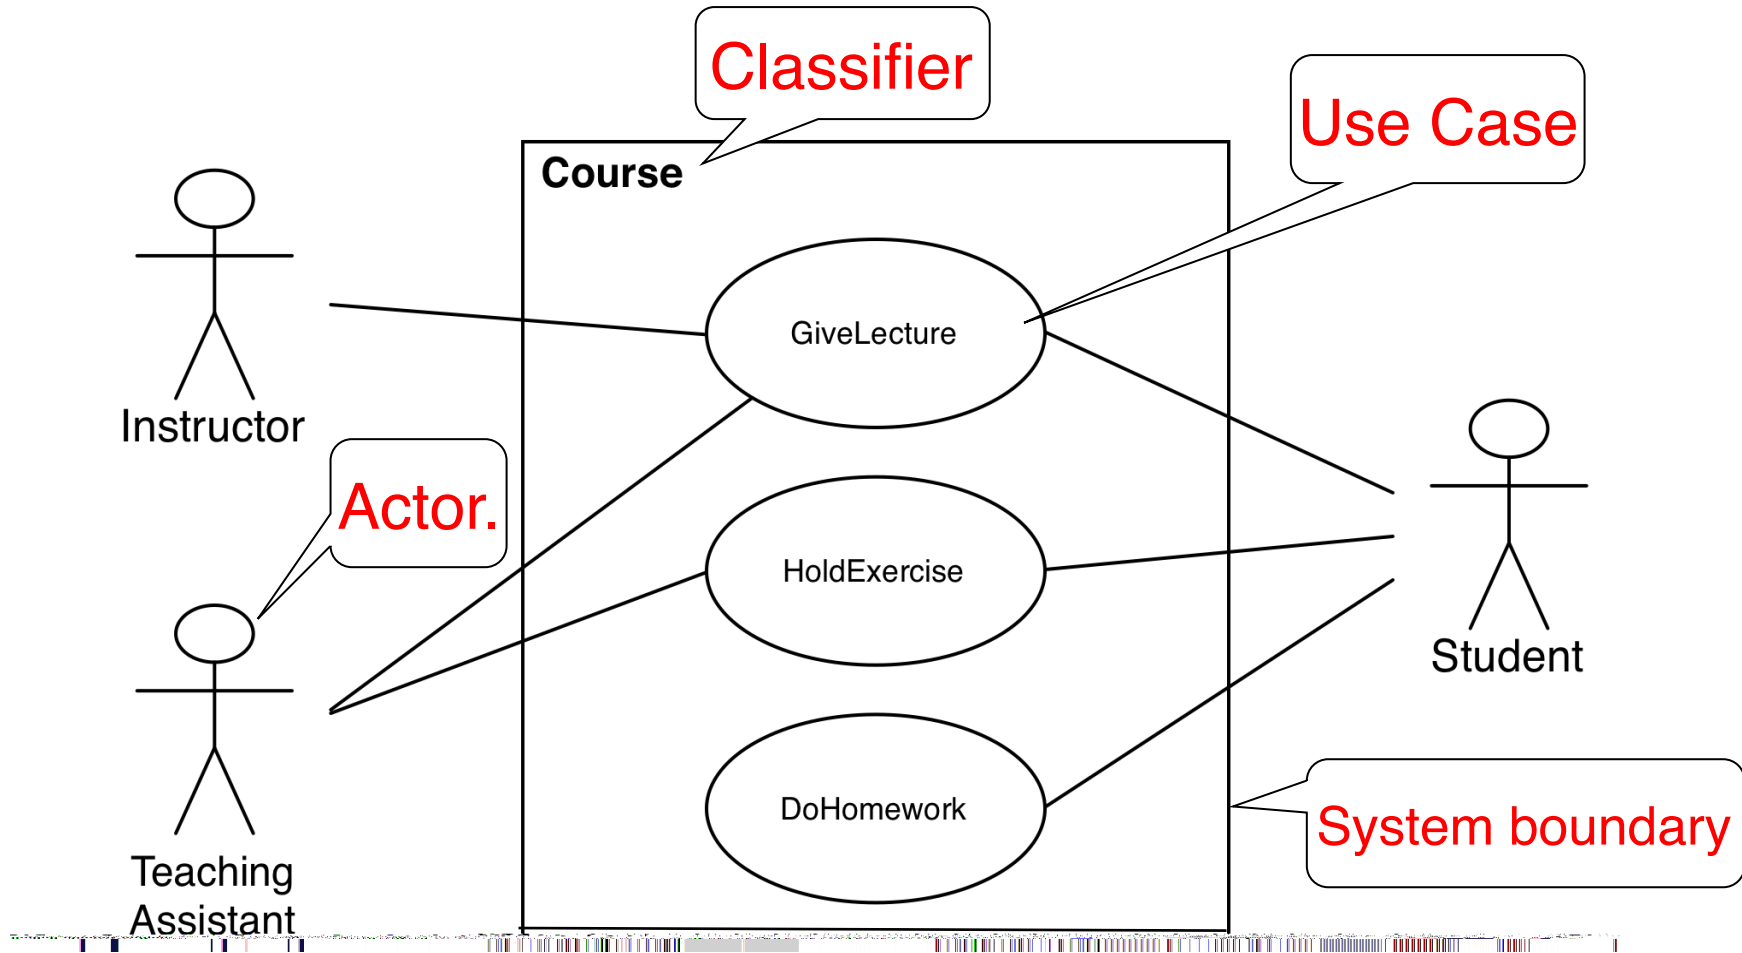 Classifier
Use Case
Course
GiveLecture
Instructor
Actor.
HoldExercise
Student
DoHomework
System boundary
Teaching
Assistant